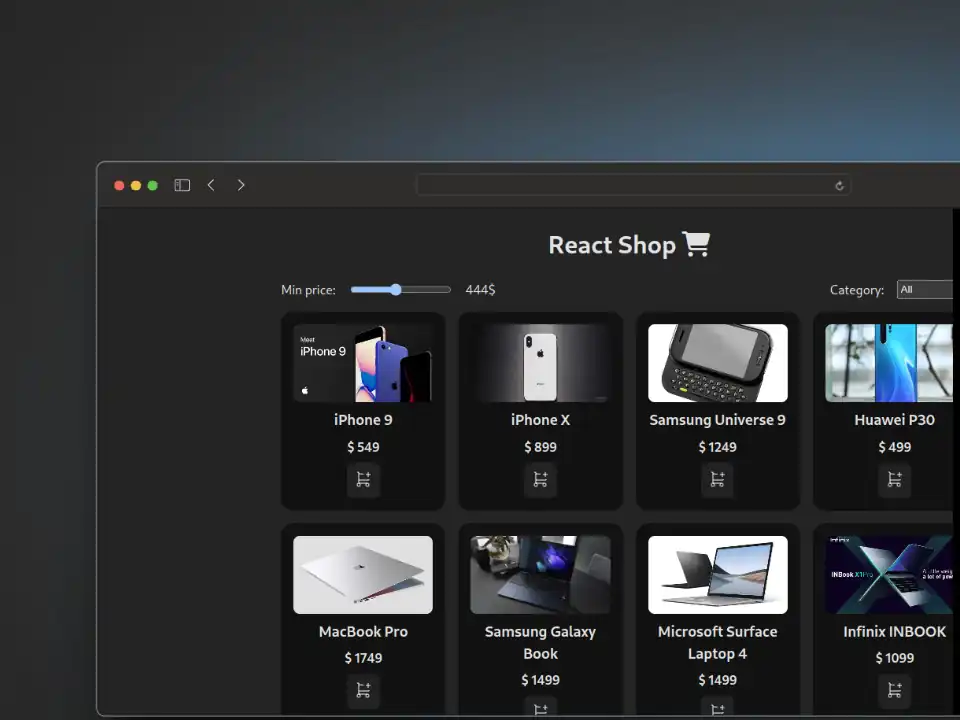 React Shop
Min price: 444$ Category: All
Meet
iPhone 9
iPhone 9
$ 549
iPhone X
$ 899
Samsung Universe 9
$ 1249
Huawei P30
$ 499
MacBook Pro
$ 1749
Samsung Galaxy
Book
$ 1499
Microsoft Surface
Laptop 4
$ 1499
Infinix
INBook X1 Pro
Infinix INBOOK
$ 1099